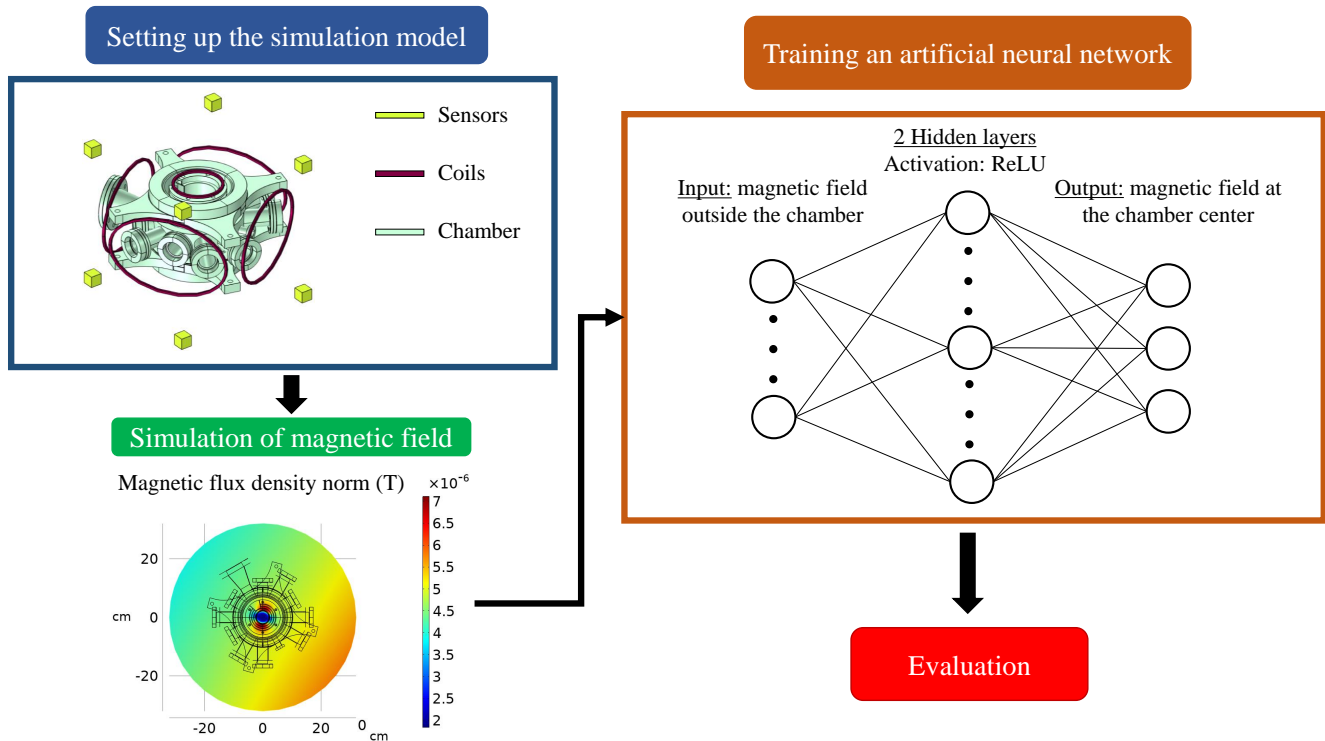 Setting up the simulation model
Sensors
Coils
Chamber
Simulation of magnetic field
Magnetic flux density norm (T)
×10⁻⁶
7
6.5
6
5.5
5
4.5
4
3.5
3
2.5
2
20
0
-20
cm
-20
0
20
0
cm
Training an artificial neural network
2 Hidden layers
Activation: ReLU
Input: magnetic field
outside the chamber
Output: magnetic field at
the chamber center
Evaluation